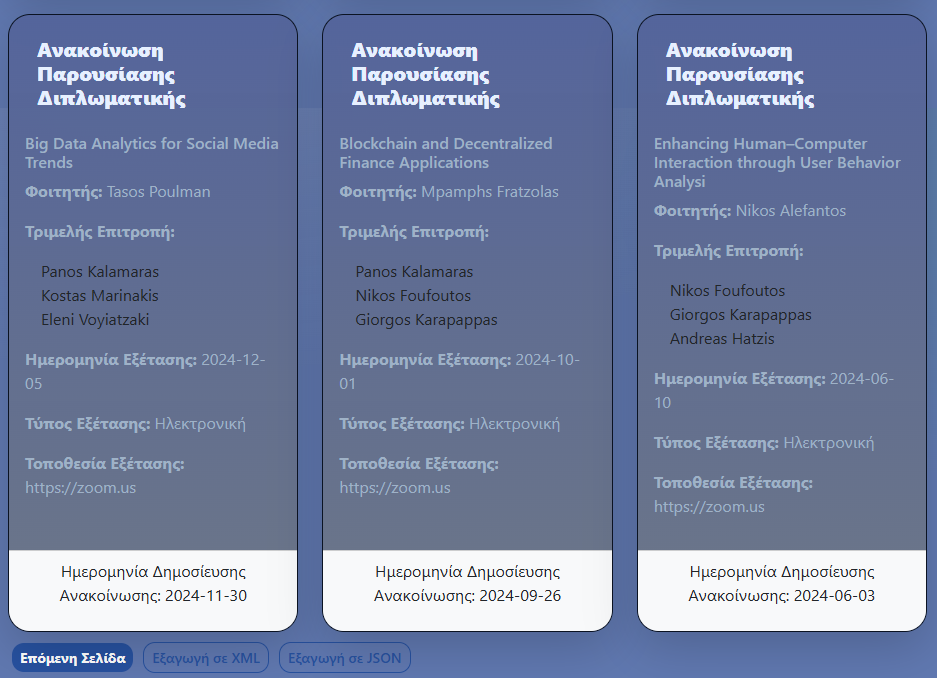 Ανακοίνωση
Παρουσίασης
Διπλωματικής
Big Data Analytics for Social Media
Trends
Φοιτητής: Tasos Poulman
Τριμελής Επιτροπή:
Panos Kalamaras
Kostas Marinakis
Eleni Voyiatzaki
Ημερομηνία Εξέτασης: 2024-12-
05
Τύπος Εξέτασης: Ηλεκτρονική
Τοποθεσία Εξέτασης:
https://zoom.us
Ημερομηνία Δημοσίευσης
Ανακοίνωσης: 2024-11-30
Ανακοίνωση
Παρουσίασης
Διπλωματικής
Blockchain and Decentralized
Finance Applications
Φοιτητής: Mpamphs Fratzolas
Τριμελής Επιτροπή:
Panos Kalamaras
Nikos Foufoutos
Giorgos Karapappas
Ημερομηνία Εξέτασης: 2024-10-
01
Τύπος Εξέτασης: Ηλεκτρονική
Τοποθεσία Εξέτασης:
https://zoom.us
Ημερομηνία Δημοσίευσης
Ανακοίνωσης: 2024-09-26
Ανακοίνωση
Παρουσίασης
Διπλωματικής
Enhancing Human–Computer
Interaction through User Behavior
Analysi
Φοιτητής: Nikos Alefantos
Τριμελής Επιτροπή:
Nikos Foufoutos
Giorgos Karapappas
Andreas Hatzis
Ημερομηνία Εξέτασης: 2024-06-
10
Τύπος Εξέτασης: Ηλεκτρονική
Τοποθεσία Εξέτασης:
https://zoom.us
Ημερομηνία Δημοσίευσης
Ανακοίνωσης: 2024-06-03
Επόμενη Σελίδα
Εξαγωγή σε XML
Εξαγωγή σε JSON